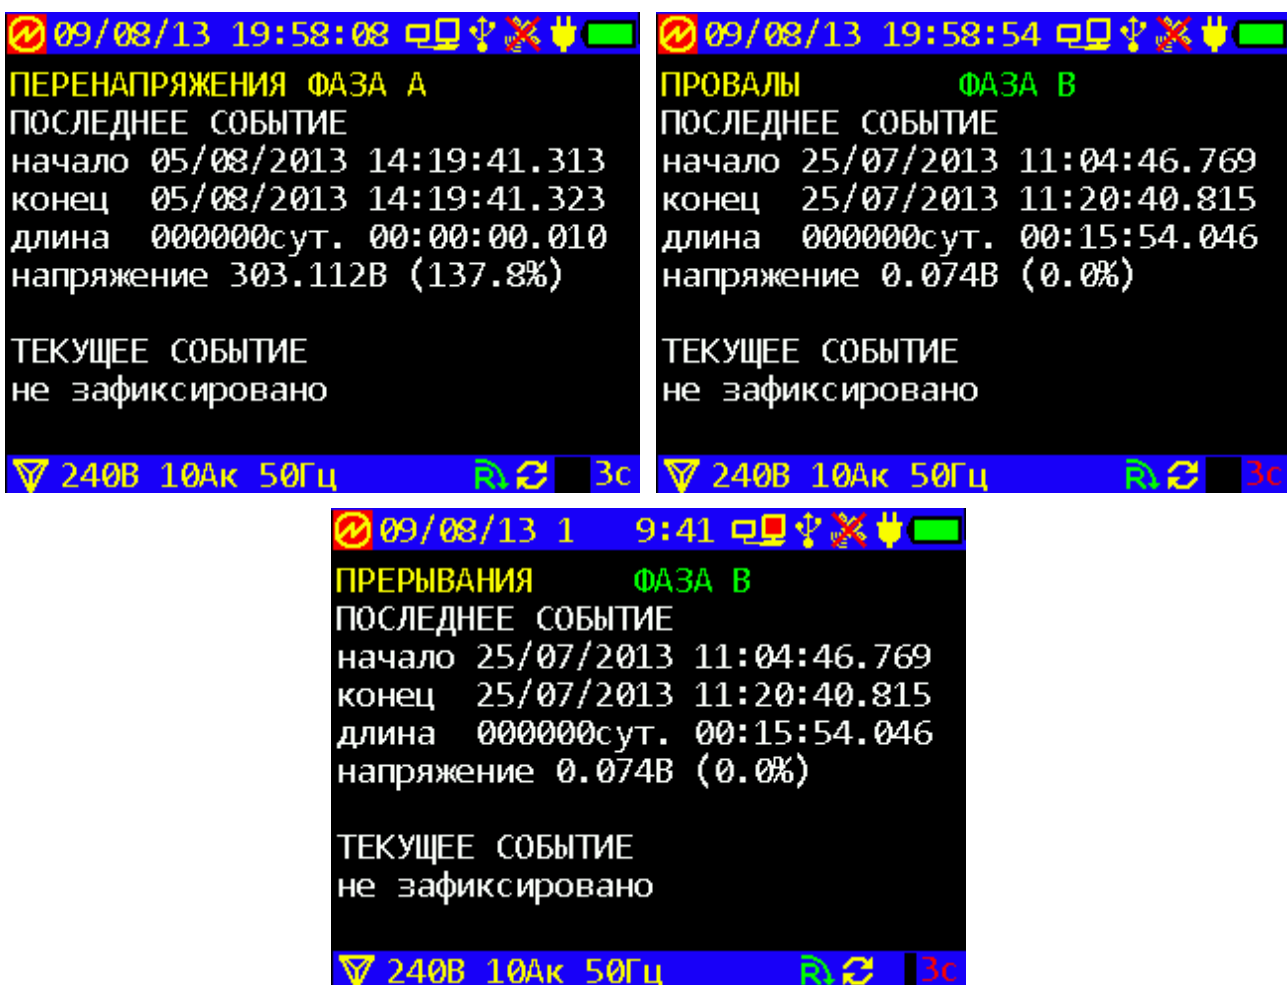 09/08/13 19:58:08
ПЕРЕНАПРЯЖЕНИЯ ФАЗА А
ПОСЛЕДНЕЕ СОБЫТИЕ
начало 05/08/2013 14:19:41.313
конец 05/08/2013 14:19:41.323
длина 000000сут. 00:00:00.010
напряжение 303.112В (137.8%)
ТЕКУЩЕЕ СОБЫТИЕ
не зафиксировано
240В 10Ак 50Гц R 3с
09/08/13 19:58:54
ПРОВАЛЫ ФАЗА В
ПОСЛЕДНЕЕ СОБЫТИЕ
начало 25/07/2013 11:04:46.769
конец 25/07/2013 11:20:40.815
длина 000000сут. 00:15:54.046
напряжение 0.074В (0.0%)
ТЕКУЩЕЕ СОБЫТИЕ
не зафиксировано
240В 10Ак 50Гц R 3с
09/08/13 1 9:41
ПРЕРЫВАНИЯ ФАЗА В
ПОСЛЕДНЕЕ СОБЫТИЕ
начало 25/07/2013 11:04:46.769
конец 25/07/2013 11:20:40.815
длина 000000сут. 00:15:54.046
напряжение 0.074В (0.0%)
ТЕКУЩЕЕ СОБЫТИЕ
не зафиксировано
240В 10Ак 50Гц R 3с